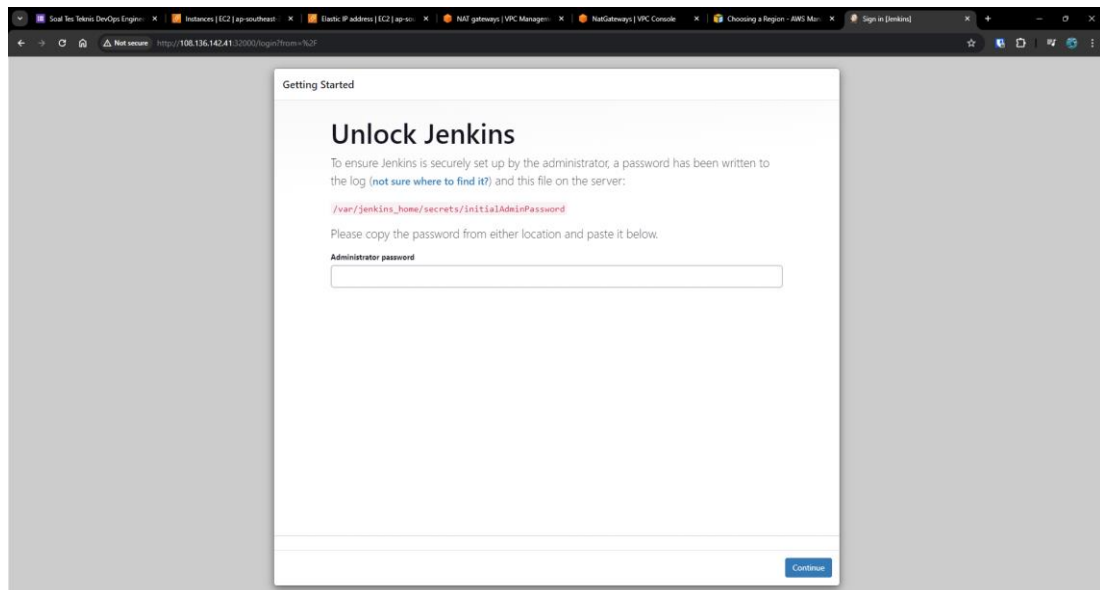 Soal Tes Teknis DevOps Engine
Instances | EC2 | ap-southeast
Elastic IP address | EC2 | ap-so
NAT gateways | VPC Managem
NatGateways | VPC Console
Choosing a Region - AWS Man
Sign in [Jenkins]
Not secure http://108.136.142.41:32000/login?from=%2F
Getting Started
Unlock Jenkins
To ensure Jenkins is securely set up by the administrator, a password has been written to
the log (not sure where to find it?) and this file on the server:
/var/jenkins_home/secrets/initialAdminPassword
Please copy the password from either location and paste it below.
Administrator password
Continue